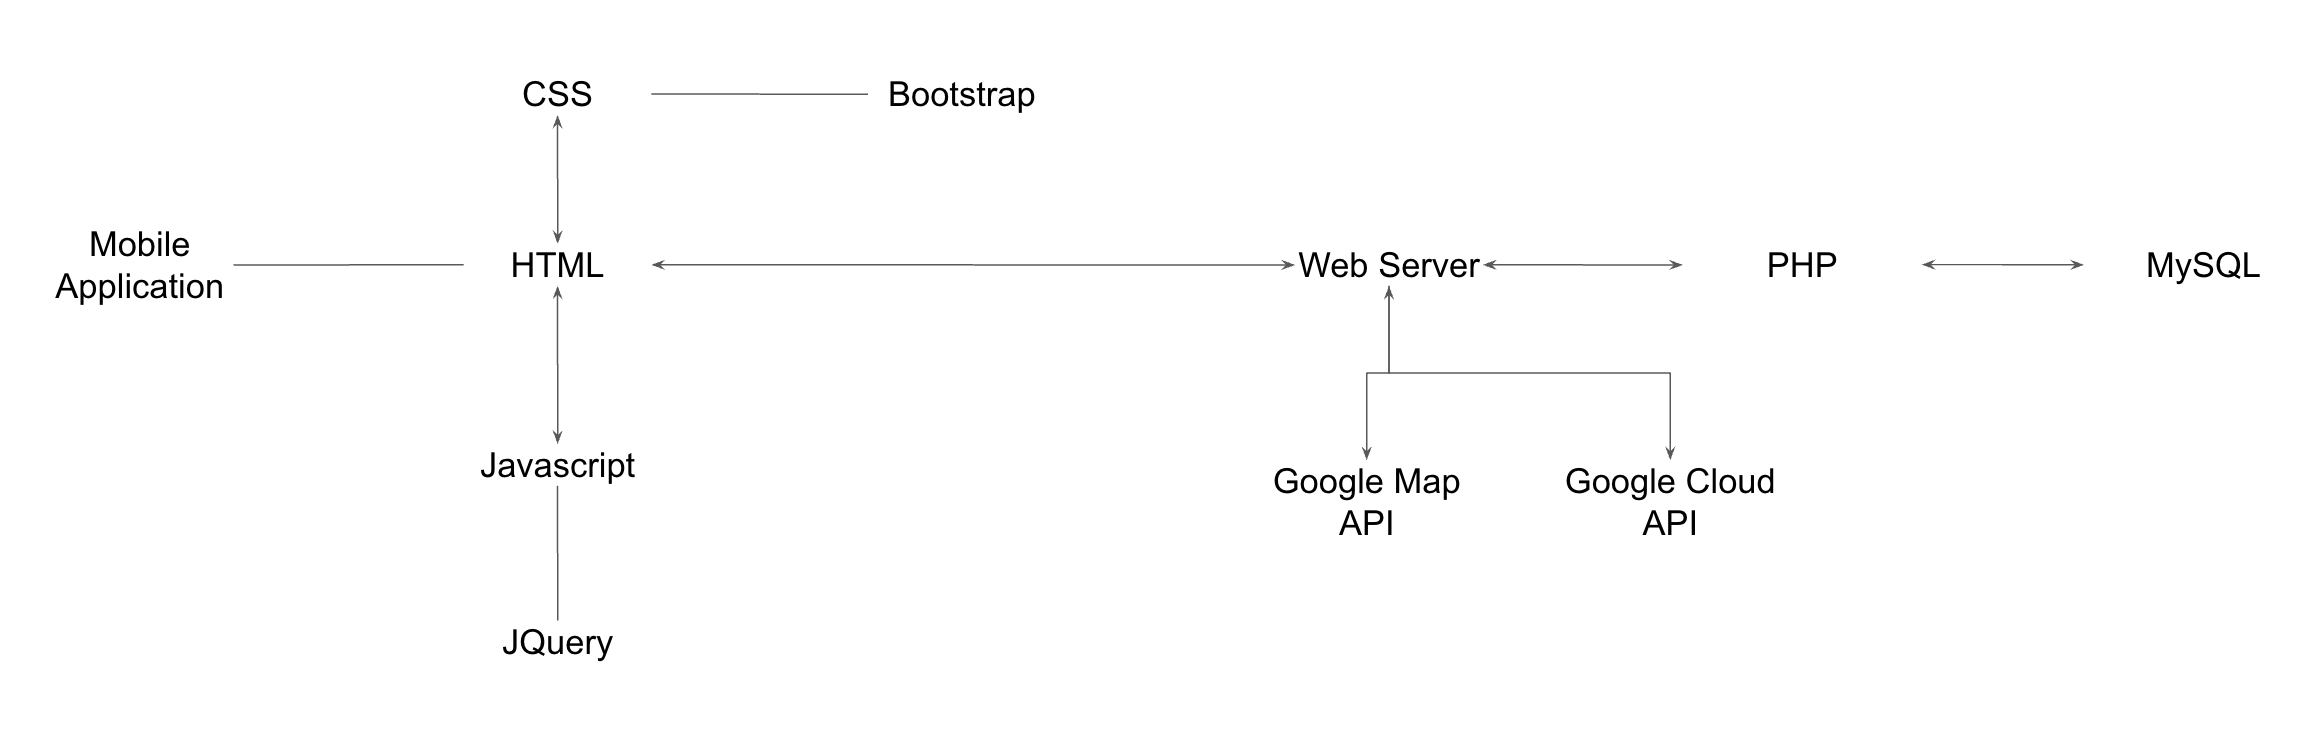 CSS
Bootstrap
Mobile
Application
HTML
Web Server
PHP
MySQL
Javascript
Google Map
API
Google Cloud
API
JQuery